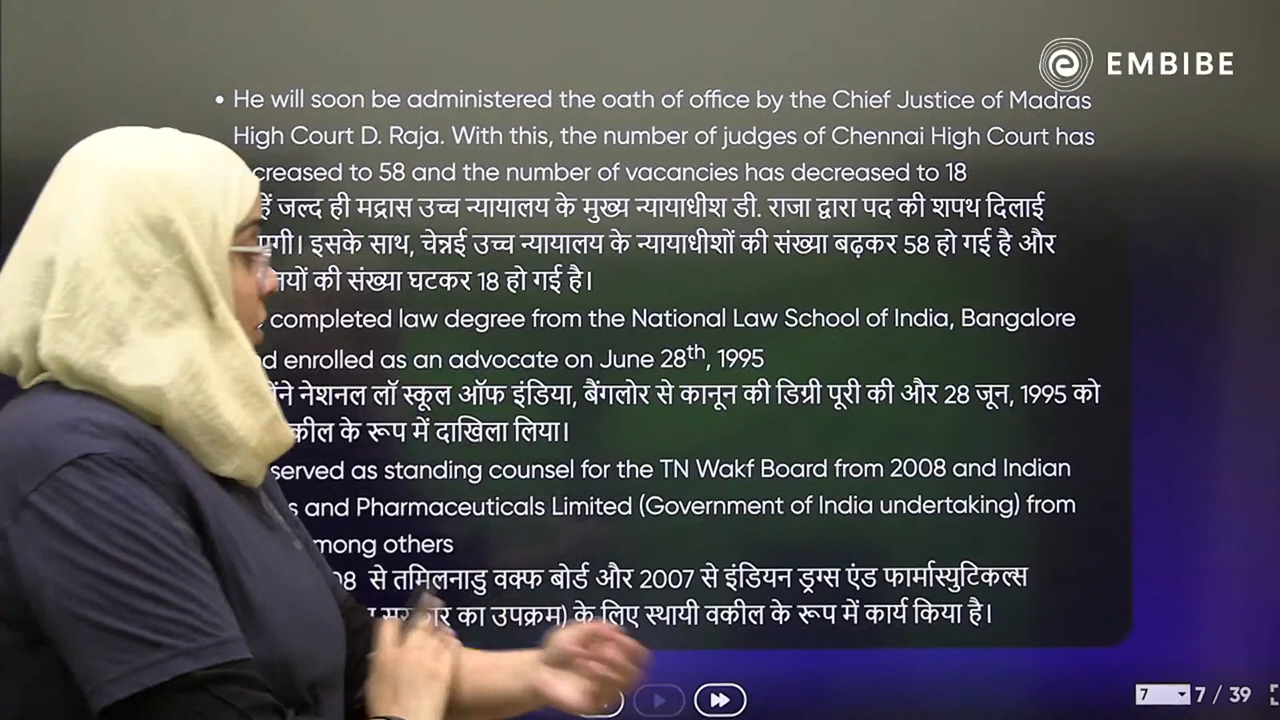 EMBIBE
• He will soon be administered the oath of office by the Chief Justice of Madras
High Court D. Raja. With this, the number of judges of Chennai High Court has
creased to 58 and the number of vacancies has decreased to 18
हें जल्द ही मद्रास उच्च न्यायालय के मुख्य न्यायाधीश डी. राजा द्वारा पद की शपथ दिलाई
एगी। इसके साथ, चेन्नई उच्च न्यायालय के न्यायाधीशों की संख्या बढ़कर 58 हो गई है और
की संख्या घटकर 18 हो गई है।
completed law degree from the National Law School of India, Bangalore
d enrolled as an advocate on June 28th, 1995
ने नेशनल लॉ स्कूल ऑफ इंडिया, बैंगलोर से कानून की डिग्री पूरी की और 28 जून, 1995 को
कील के रूप में दाखिला लिया।
served as standing counsel for the TN Wakf Board from 2008 and Indian
s and Pharmaceuticals Limited (Government of India undertaking) from
mong others
से तमिलनाडु वक्फ बोर्ड और 2007 से इंडियन ड्रग्स एंड फार्मास्युटिकल्स
का उपक्रम) के लिए स्थायी वकील के रूप में कार्य किया है।
7 7 / 39